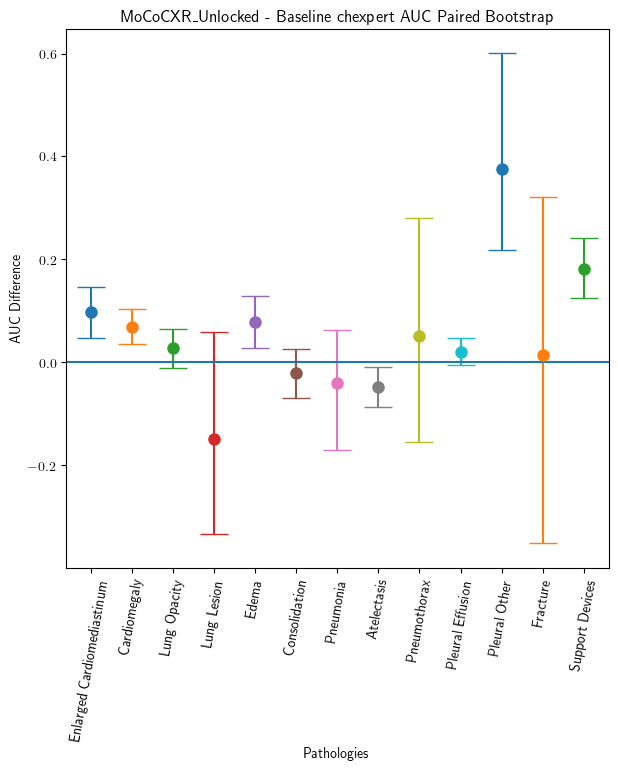 MoCoCXR_Unlocked - Baseline chexpert AUC Paired Bootstrap
AUC Difference
0.6
0.4
0.2
0.0
−0.2
Enlarged Cardiomediastinum
Cardiomegaly
Lung Opacity
Lung Lesion
Edema
Consolidation
Pneumonia
Atelectasis
Pneumothorax
Pleural Effusion
Pleural Other
Fracture
Support Devices
Pathologies